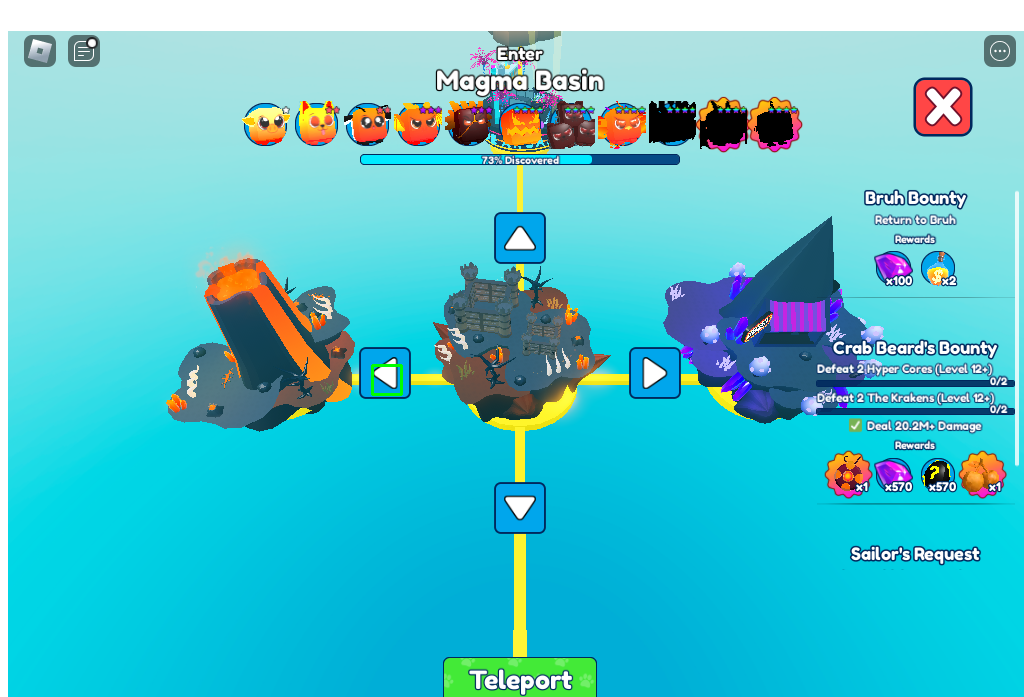 Enter
Magma Basin
73% Discovered
Bruh Bounty
Return to Bruh
Rewards
x100
x2
Crab Beard's Bounty
Defeat 2 Hyper Cores (Level 12+)
0/2
Defeat 2 The Krakens (Level 12+)
0/2
✅ Deal 20.2M+ Damage
Rewards
x1
x570
?
x570
x1
Sailor's Request
Teleport